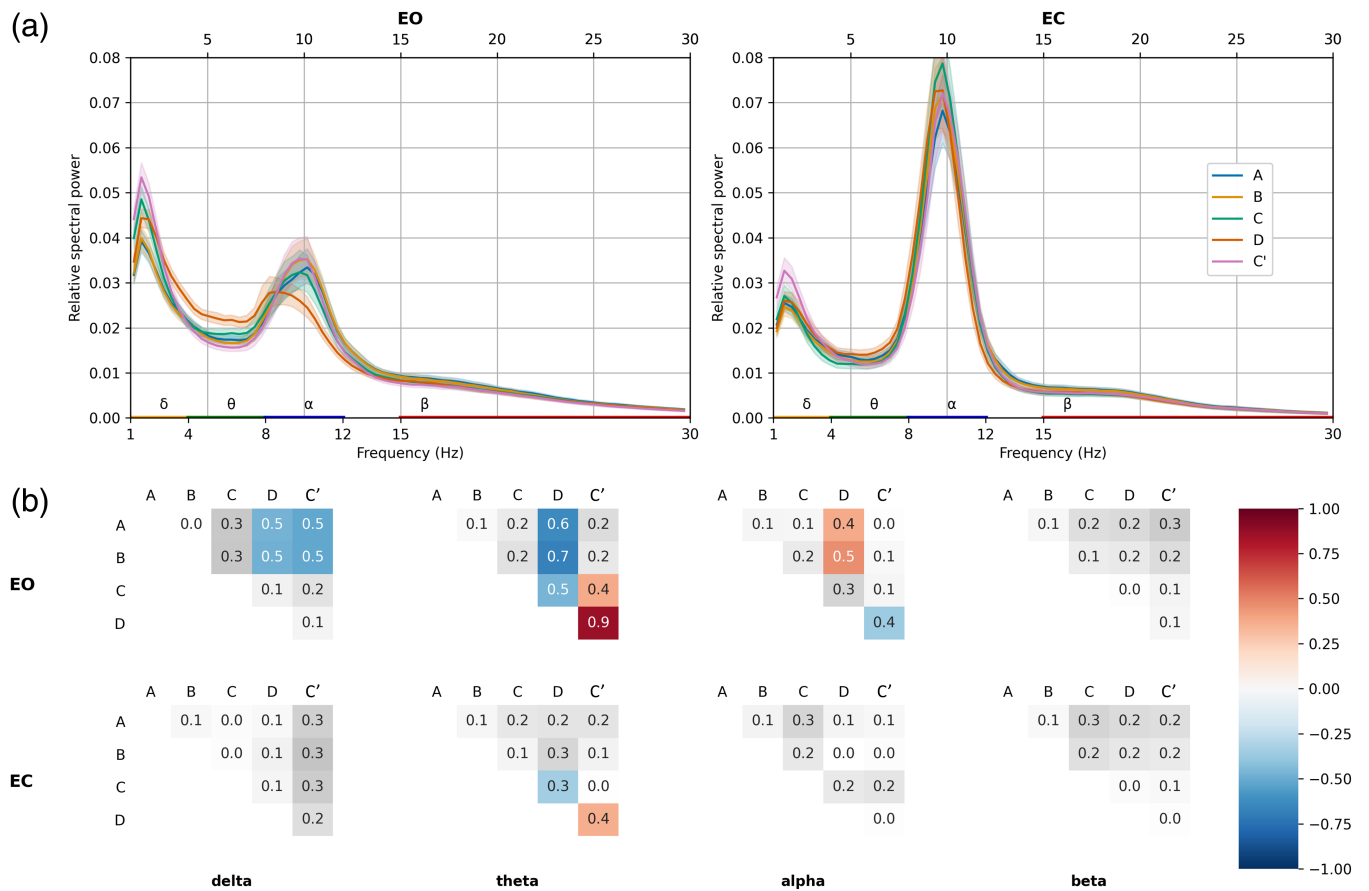 (a)
EO
EC
5 10 15 20 25 30
5 10 15 20 25 30
0.08
0.07
0.06
0.05
0.04
0.03
0.02
0.01
0.00
Relative spectral power
δ θ α β
1 4 8 12 15 30
Frequency (Hz)
0.08
0.07
0.06
0.05
0.04
0.03
0.02
0.01
0.00
Relative spectral power
A
B
C
D
C'
δ θ α β
1 4 8 12 15 30
Frequency (Hz)
(b)
EO
A B C D C′
A 0.0 0.3 0.5 0.5
B 0.3 0.5 0.5
C 0.1 0.2
D 0.1
A B C D C′
0.1 0.2 0.6 0.2
0.2 0.7 0.2
0.5 0.4
0.9
A B C D C′
0.1 0.1 0.4 0.0
0.2 0.5 0.1
0.3 0.1
0.4
A B C D C′
0.1 0.2 0.2 0.3
0.1 0.2 0.2
0.0 0.1
0.1
EC
A B C D C′
A 0.1 0.0 0.1 0.3
B 0.0 0.1 0.3
C 0.1 0.3
D 0.2
A B C D C′
0.1 0.2 0.2 0.2
0.1 0.3 0.1
0.3 0.0
0.4
A B C D C′
0.1 0.3 0.1 0.1
0.2 0.0 0.0
0.2 0.2
0.0
A B C D C′
0.1 0.3 0.2 0.2
0.2 0.2 0.2
0.0 0.1
0.0
delta theta alpha beta
1.00
0.75
0.50
0.25
0.00
−0.25
−0.50
−0.75
−1.00